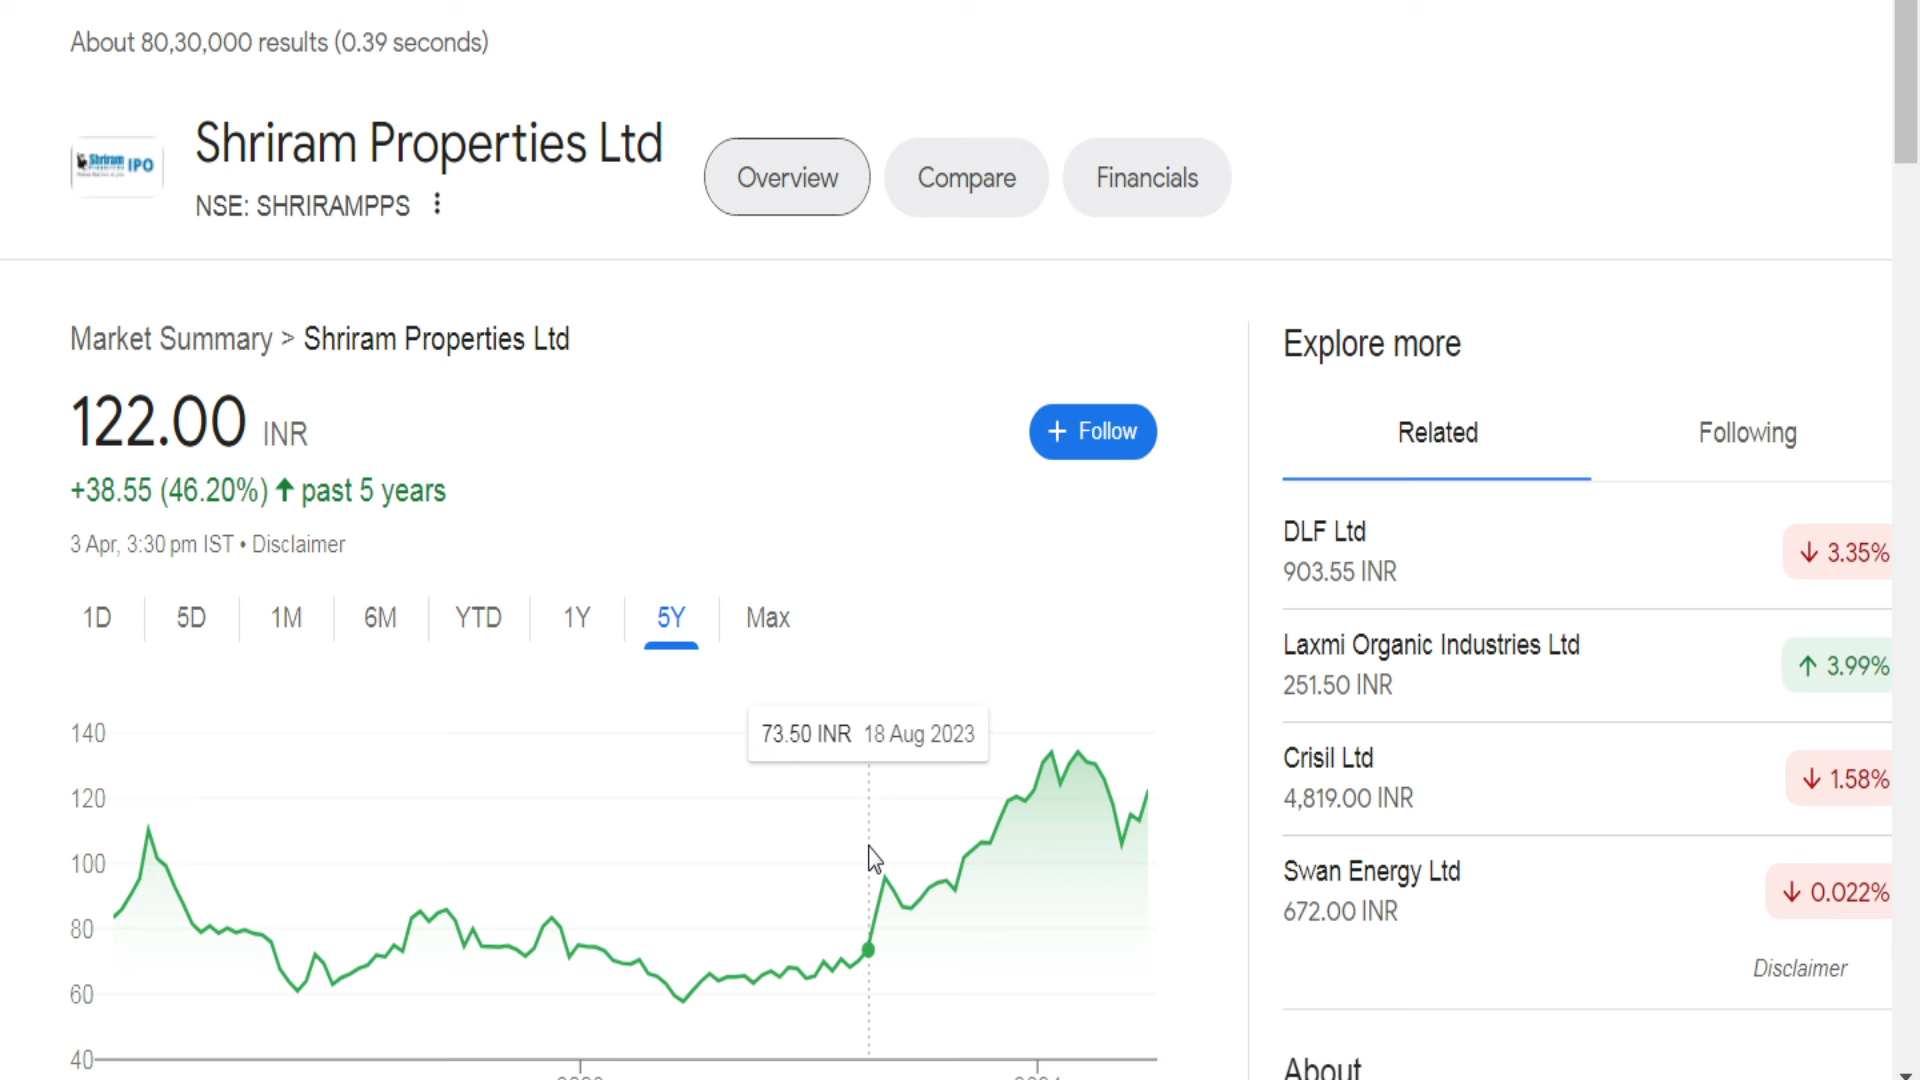 About 80,30,000 results (0.39 seconds)
Shriram Properties Ltd
Shriram IPO
NSE: SHRIRAMPPS
Overview
Compare
Financials
Market Summary > Shriram Properties Ltd
122.00 INR
+ Follow
+38.55 (46.20%) ↑ past 5 years
3 Apr, 3:30 pm IST • Disclaimer
1D 5D 1M 6M YTD 1Y 5Y Max
73.50 INR 18 Aug 2023
140
120
100
80
60
40
Explore more
Related
Following
DLF Ltd
903.55 INR
↓ 3.35%
Laxmi Organic Industries Ltd
251.50 INR
↑ 3.99%
Crisil Ltd
4,819.00 INR
↓ 1.58%
Swan Energy Ltd
672.00 INR
↓ 0.022%
Disclaimer
About